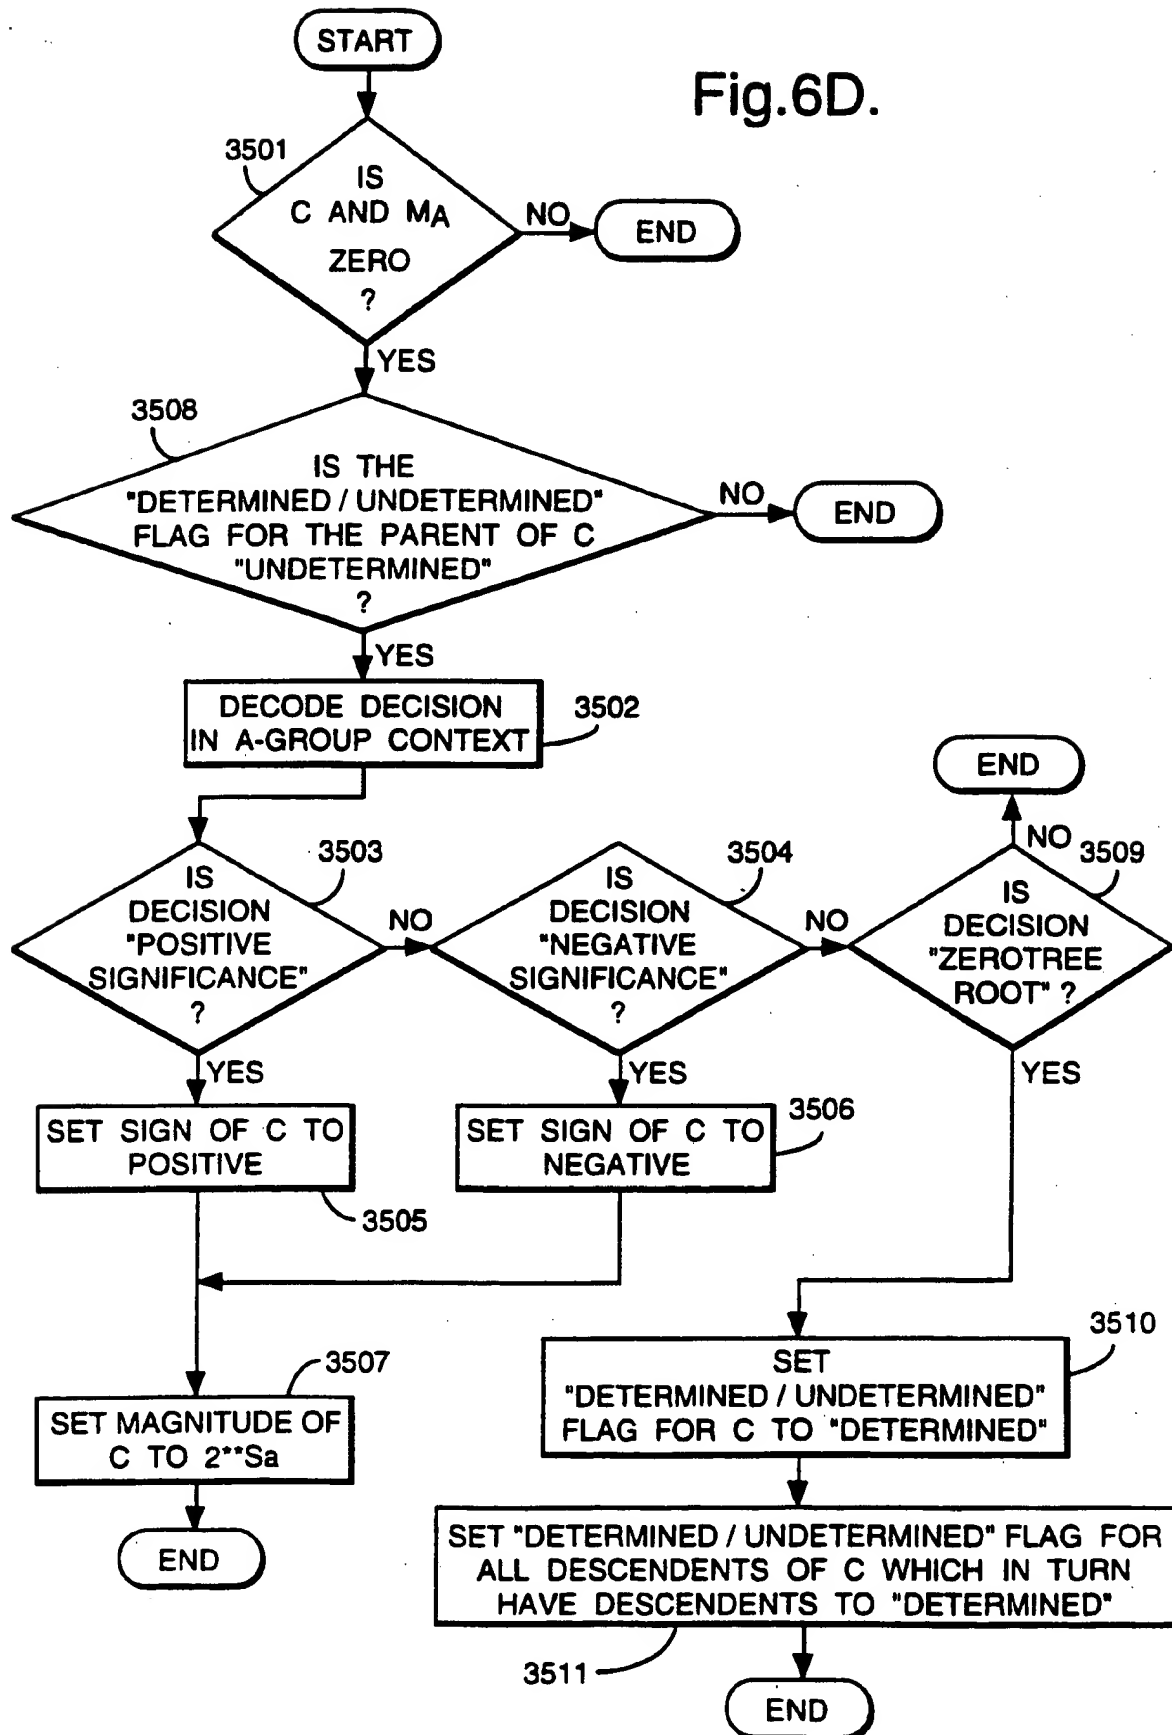 START
Fig.6D.
3501
IS
C AND MA
ZERO
?
NO
END
YES
3508
IS THE
"DETERMINED / UNDETERMINED"
FLAG FOR THE PARENT OF C
"UNDETERMINED"
?
NO
END
YES
DECODE DECISION
IN A-GROUP CONTEXT
3502
END
NO
3503
IS
DECISION
"POSITIVE
SIGNIFICANCE"
?
NO
3504
IS
DECISION
"NEGATIVE
SIGNIFICANCE"
?
NO
3509
IS
DECISION
"ZEROTREE
ROOT" ?
YES
YES
YES
SET SIGN OF C TO
POSITIVE
3505
SET SIGN OF C TO
NEGATIVE
3506
3507
SET MAGNITUDE OF
C TO 2**Sa
END
3510
SET
"DETERMINED / UNDETERMINED"
FLAG FOR C TO "DETERMINED"
SET "DETERMINED / UNDETERMINED" FLAG FOR
ALL DESCENDENTS OF C WHICH IN TURN
HAVE DESCENDENTS TO "DETERMINED"
3511
END